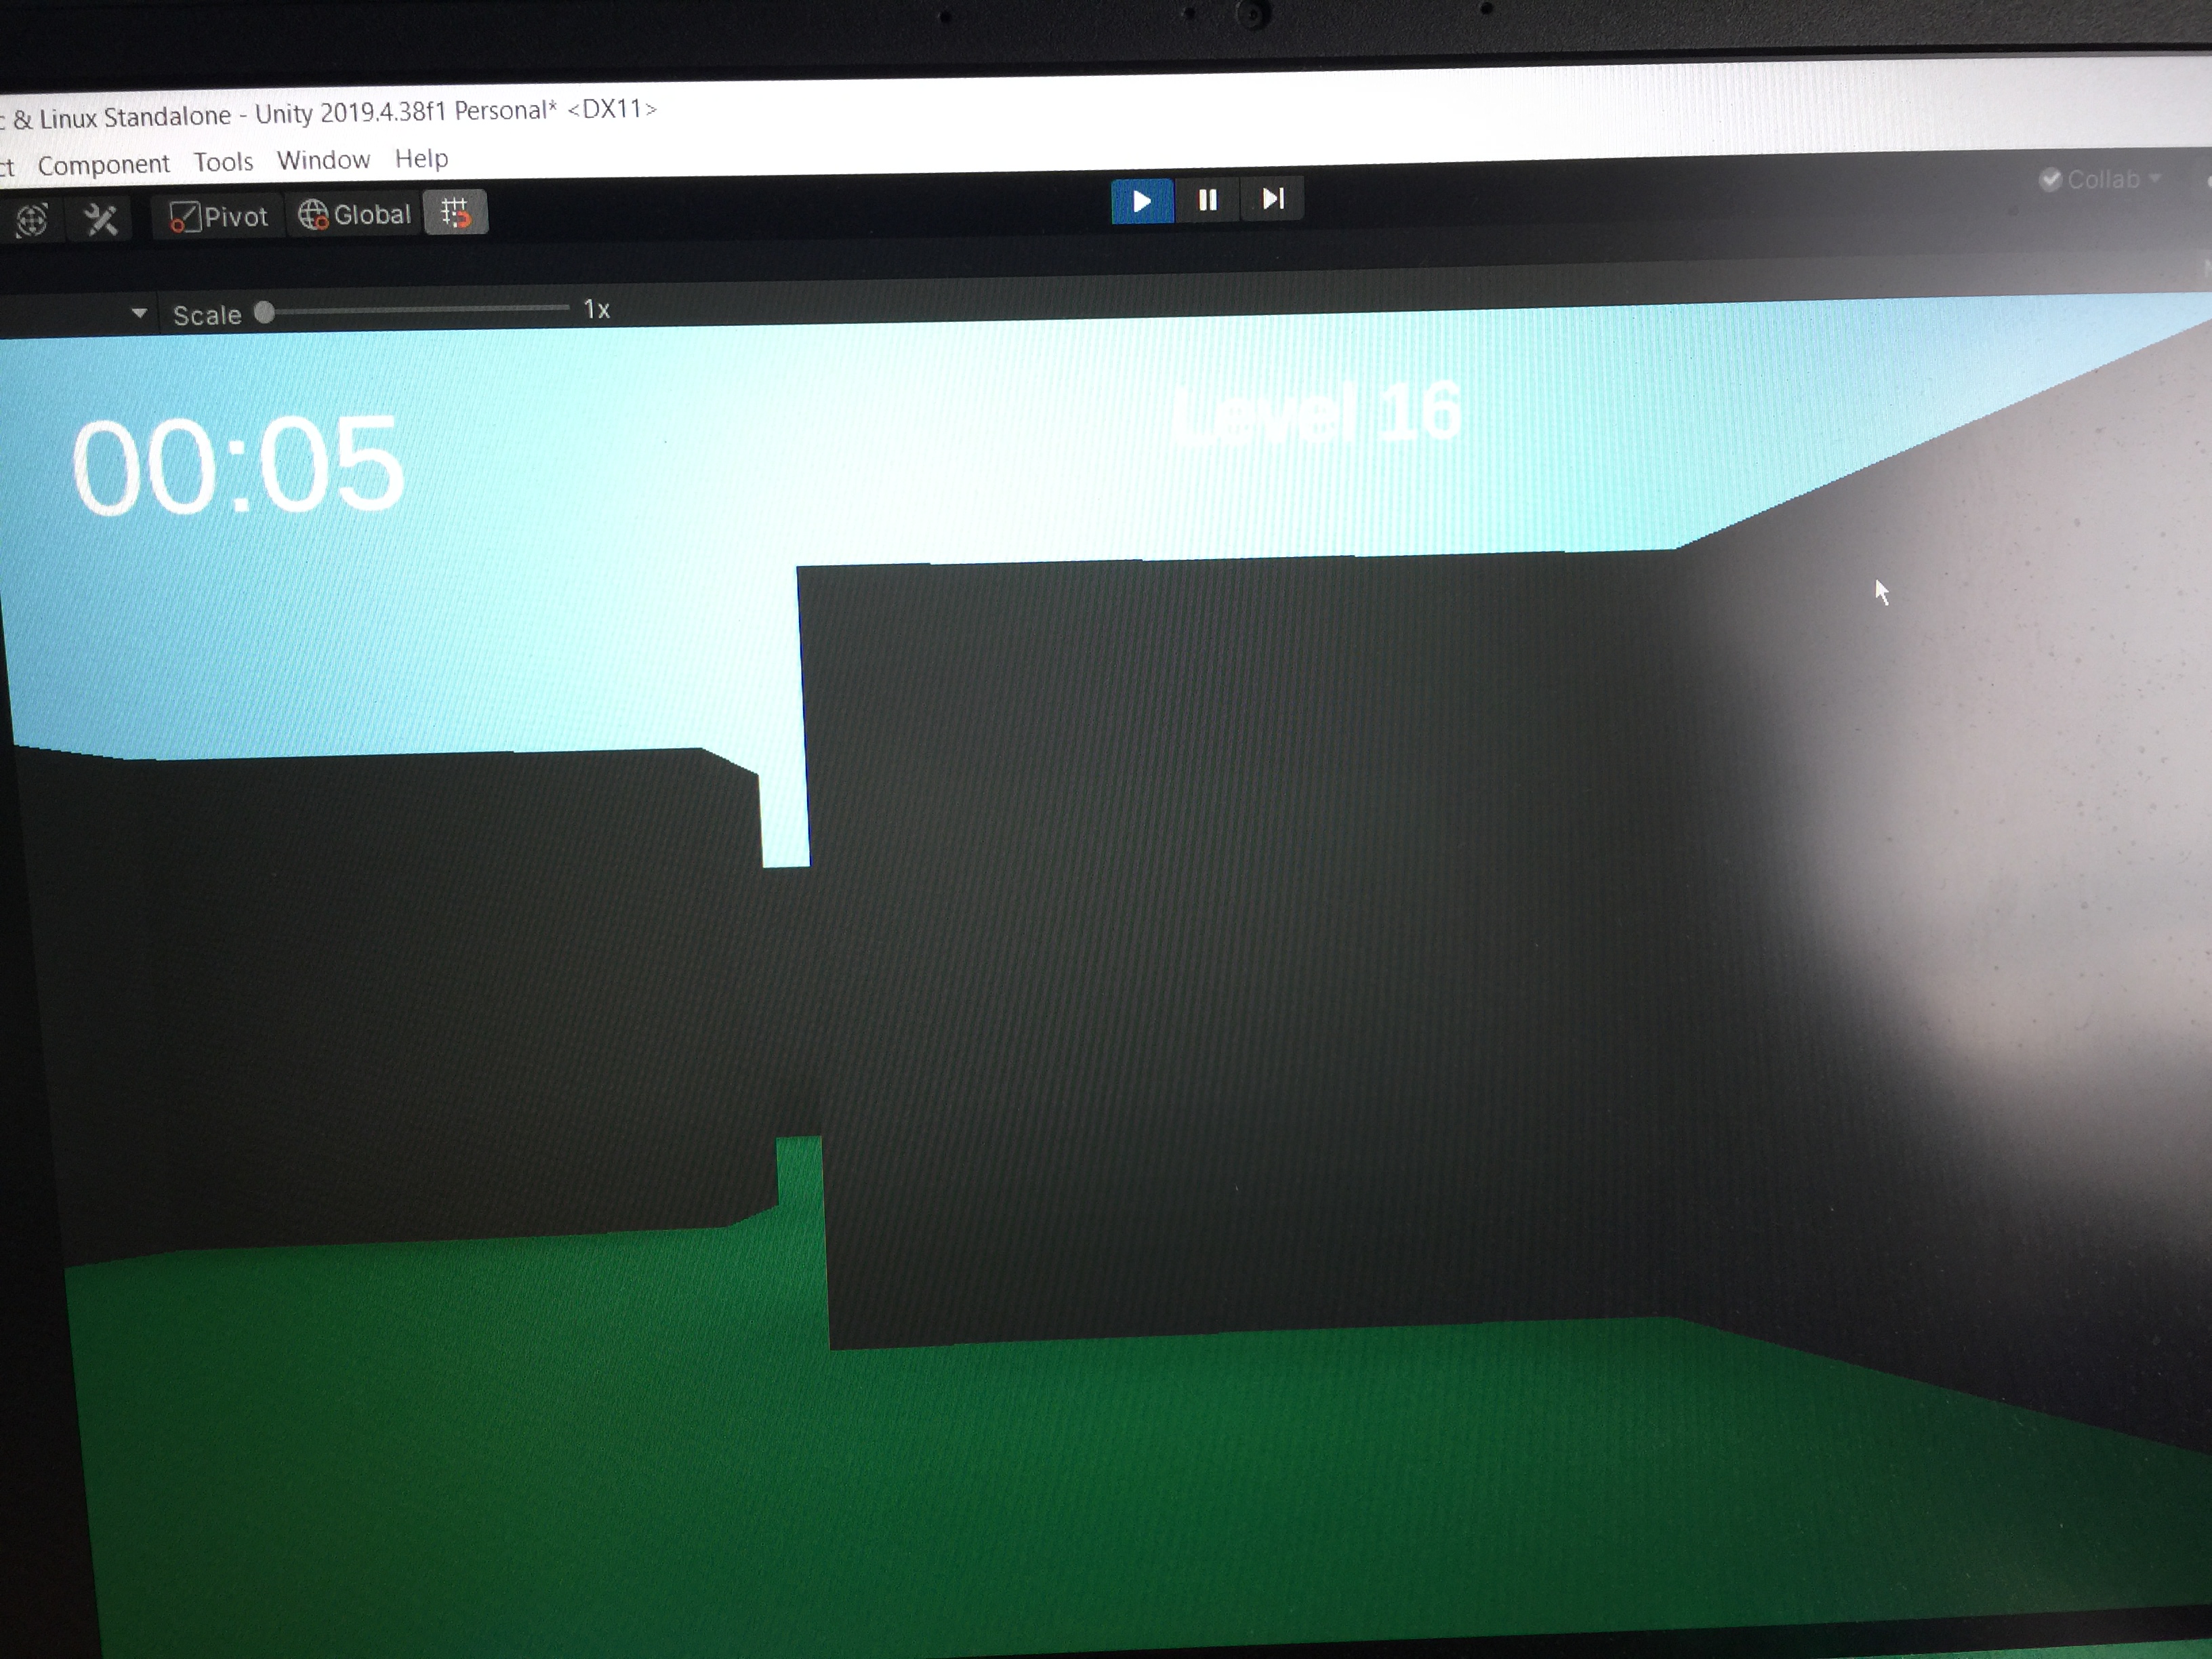 & Linux Standalone - Unity 2019.4.38f1 Personal* <DX11>
Component Tools Window Help
Pivot Global Collab
Scale 1x
00:05
Level 16